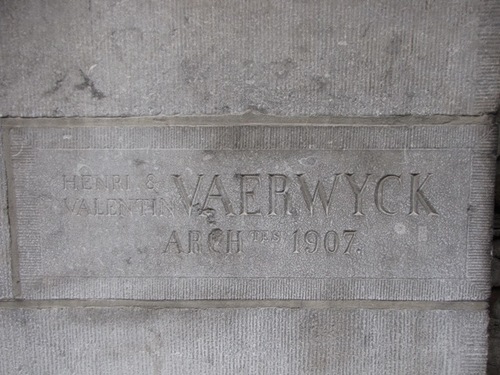 HENRI & VAERWYCK
VALENTIN
ARCHTES 1907.